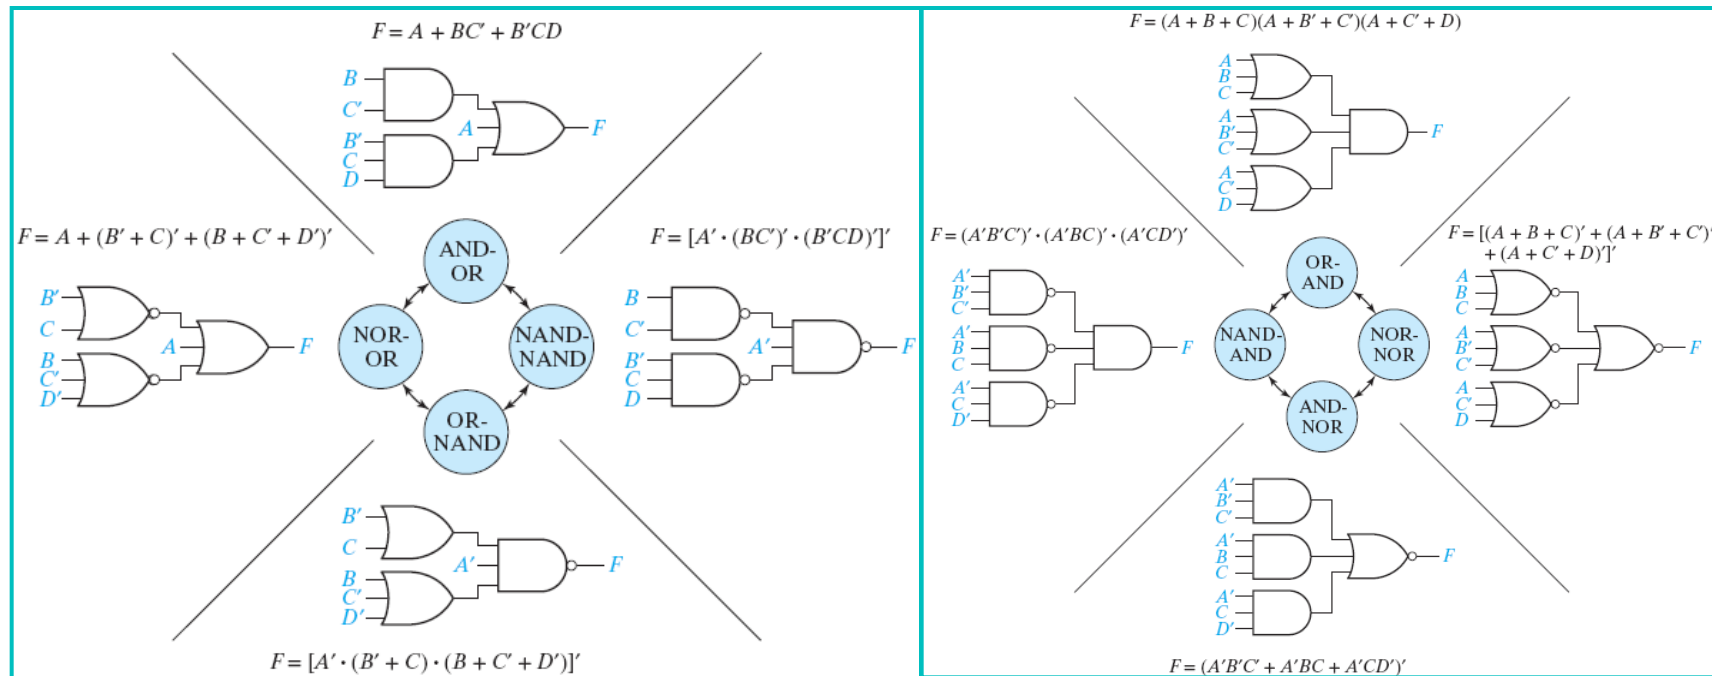 F = A + BC′ + B′CD
B
C′
A
F
B′
C
D
F = A + (B′ + C)′ + (B + C′ + D′)′
B′
C
A
F
B
C′
D′
AND-
OR
NOR-
OR
NAND-
NAND
OR-
NAND
F = [A′ · (BC′)′ · (B′CD)′]′
B
C′
A′
F
B′
C
D
B′
C
A′
F
B
C′
D′
F = [A′ · (B′ + C) · (B + C′ + D′)]′
F = (A + B + C)(A + B′ + C′)(A + C′ + D)
A
B
C
A
B′
C′
F
A
C′
D
F = (A′B′C′)′ · (A′BC)′ · (A′CD′)′
A′
B′
C′
A′
B
C
F
A′
C
D′
OR-
AND
NAND-
AND
NOR-
NOR
AND-
NOR
F = [(A + B + C)′ + (A + B′ + C′)′
+ (A + C′ + D)′]′
A
B
C
A
B′
C′
F
A
C′
D
A′
B′
C′
A′
B
C
F
A′
C
D′
F = (A′B′C′ + A′BC + A′CD′)′